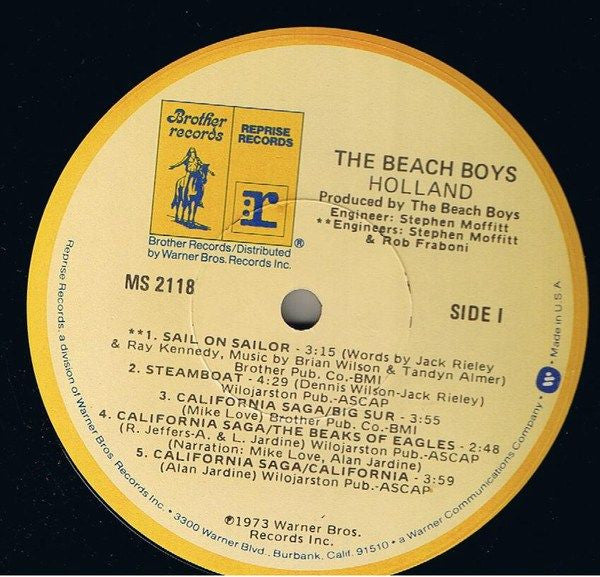 Brother
records
REPRISE
RECORDS
r
Brother Records/Distributed ®
by Warner Bros. Records Inc.
THE BEACH BOYS
HOLLAND
Produced by The Beach Boys
Engineer: Stephen Moffitt
**Engineers: Stephen Moffitt
& Rob Fraboni
MS 2118
SIDE I
**1. SAIL ON SAILOR - 3:15 (Words by Jack Rieley
& Ray Kennedy, Music by Brian Wilson & Tandyn Almer)
Brother Pub. Co.-BMI
2. STEAMBOAT - 4:29 (Dennis Wilson-Jack Rieley)
Wilojarston Pub.-ASCAP
3. CALIFORNIA SAGA/BIG SUR - 3:55
(Mike Love) Brother Pub. Co.-BMI
4. CALIFORNIA SAGA/THE BEAKS OF EAGLES - 2:48
(R. Jeffers-A. & L. Jardine) Wilojarston Pub.-ASCAP
(Narration: Mike Love, Alan Jardine)
5. CALIFORNIA SAGA/CALIFORNIA - 3:59
(Alan Jardine) Wilojarston Pub.-ASCAP
℗1973 Warner Bros.
Records Inc.
Reprise Records, a division of Warner Bros. Records Inc. • 3300 Warner Blvd., Burbank, Calif. 91510 • a Warner Communications Company • W • Made in U.S.A.